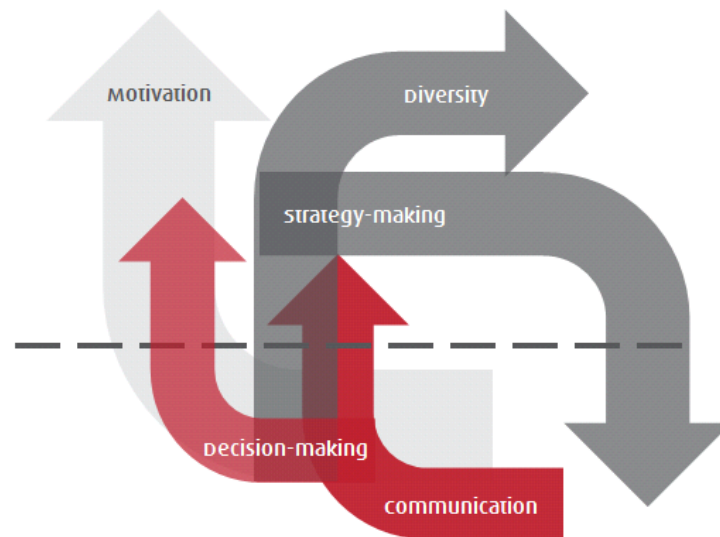 Motivation
Diversity
Strategy-making
Decision-making
Communication